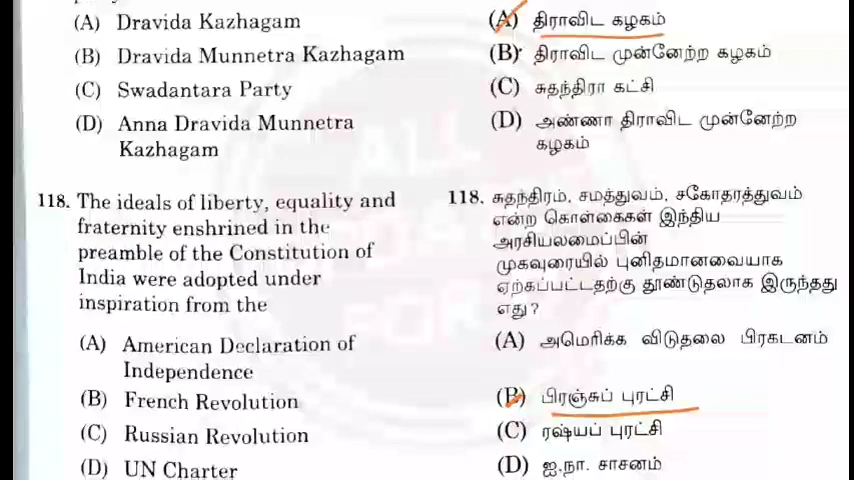 (A) Dravida Kazhagam
(B) Dravida Munnetra Kazhagam
(C) Swadantara Party
(D) Anna Dravida Munnetra
Kazhagam
118. The ideals of liberty, equality and
fraternity enshrined in the
preamble of the Constitution of
India were adopted under
inspiration from the
(A) American Declaration of
Independence
(B) French Revolution
(C) Russian Revolution
(D) UN Charter
(A) திராவிட கழகம்
(B) திராவிட முன்னேற்ற கழகம்
(C) சுதந்திரா கட்சி
(D) அண்ணா திராவிட முன்னேற்ற
கழகம்
118. சுதந்திரம், சமத்துவம், சகோதரத்துவம்
என்ற கொள்கைகள் இந்திய
அரசியலமைப்பின்
முகவுரையில் புனிதமானவையாக
ஏற்கப்பட்டதற்கு தூண்டுதலாக இருந்தது
எது?
(A) அமெரிக்க விடுதலை பிரகடனம்
(B) பிரஞ்சுப் புரட்சி
(C) ரஷ்யப் புரட்சி
(D) ஐ.நா. சாசனம்
ALL
FOR